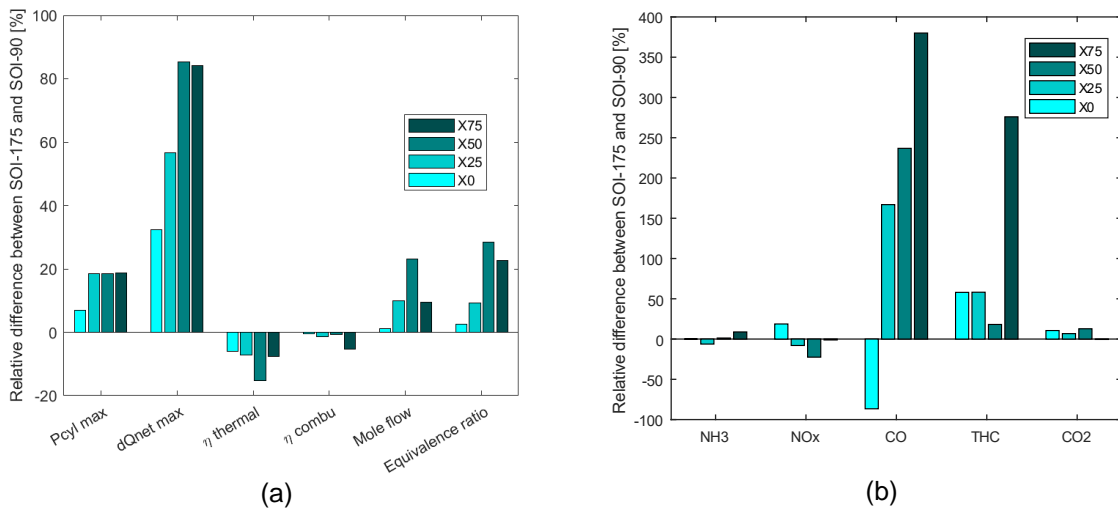 Relative difference between SOI-175 and SOI-90 [%]
100
80
60
40
20
0
-20
X75
X50
X25
X0
Pcyl max
dQnet max
η thermal
η combu
Mole flow
Equivalence ratio
(a)
Relative difference between SOI-175 and SOI-90 [%]
400
350
300
250
200
150
100
50
0
-50
-100
X75
X50
X25
X0
NH3
NOx
CO
THC
CO2
(b)